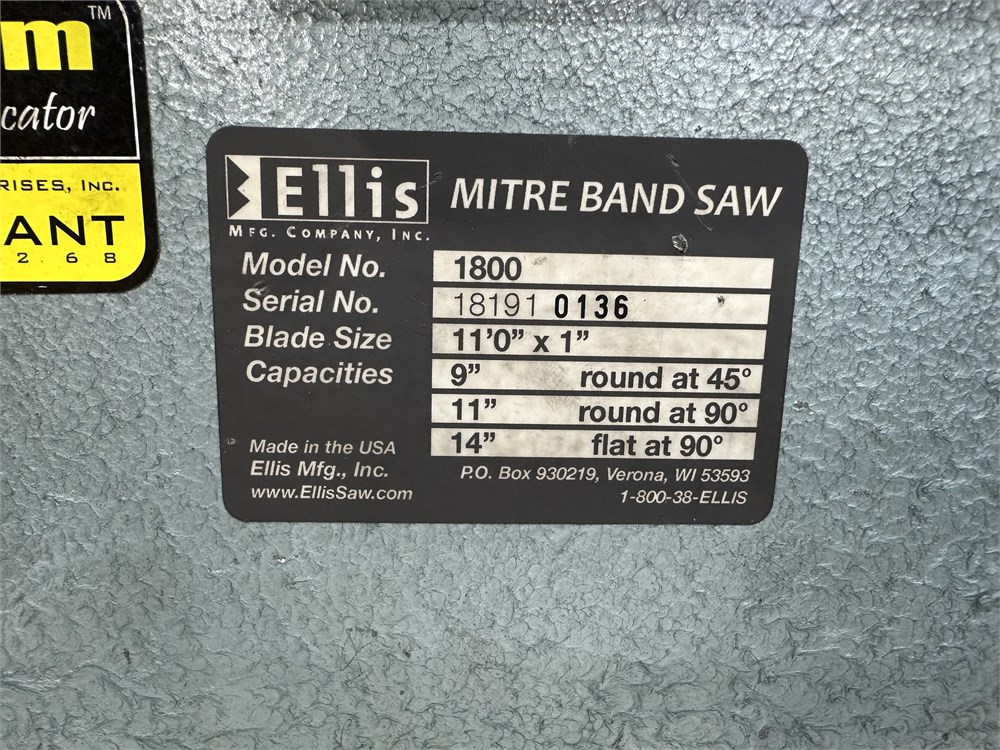 m™
cator
RISES, INC.
ANT
2 6 8
Ellis
MFG. COMPANY, INC.
MITRE BAND SAW
Model No. 1800
Serial No. 18191 0136
Blade Size 11'0” x 1”
Capacities 9” round at 45°
11” round at 90°
14” flat at 90°
Made in the USA
Ellis Mfg., Inc.
www.EllisSaw.com
P.O. Box 930219, Verona, WI 53593
1-800-38-ELLIS